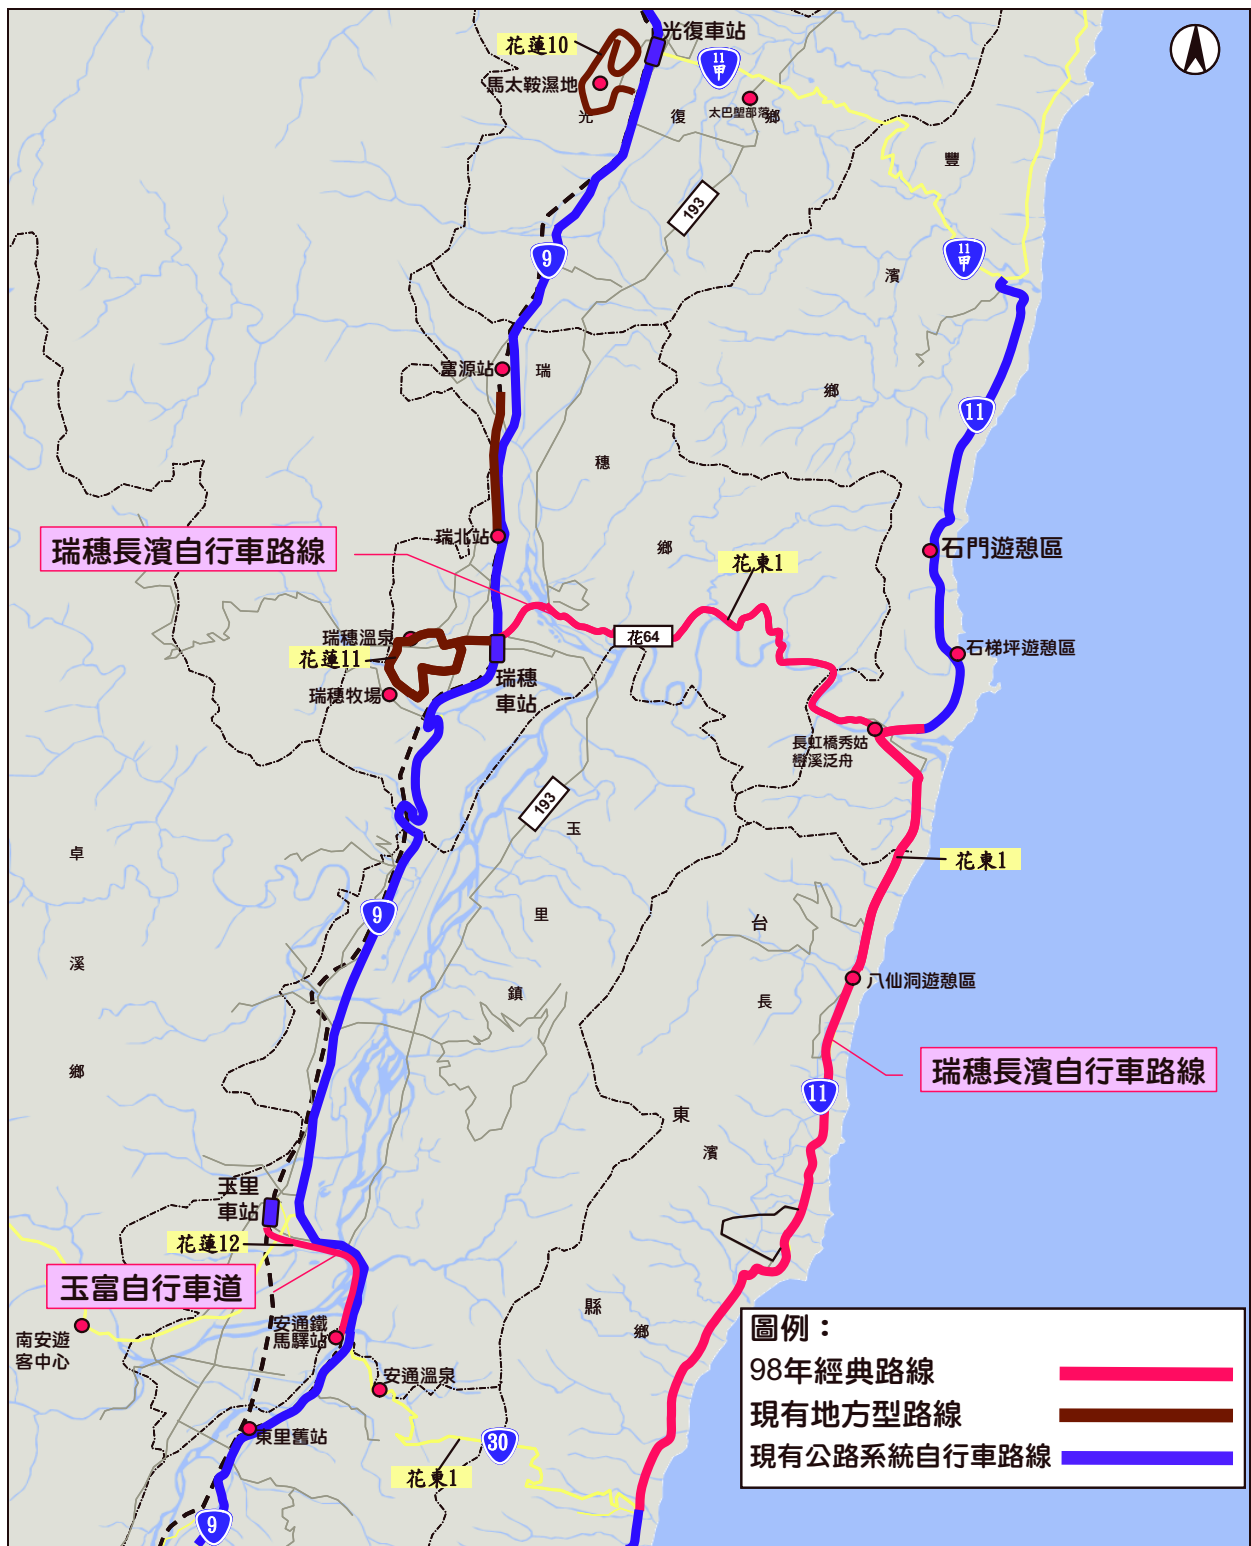 光復車站
花蓮10
11
甲
馬太鞍濕地
太巴塱部落
光
復
鄉
豐
193
11
甲
9
濱
富源站
瑞
鄉
11
穗
瑞北站
瑞穗長濱自行車路線
鄉
石門遊憩區
花東1
瑞穗溫泉
花64
石梯坪遊憩區
花蓮11
瑞穗
車站
瑞穗牧場
長虹橋秀姑
巒溪泛舟
193
玉
卓
花東1
9
里
台
溪
八仙洞遊憩區
鎮
長
鄉
瑞穗長濱自行車路線
11
東
濱
玉里
車站
花蓮12
玉富自行車道
縣
安通鐵
馬驛站
鄉
南安遊
客中心
安通溫泉
東里舊站
30
花東1
9
圖例：
98年經典路線
現有地方型路線
現有公路系統自行車路線